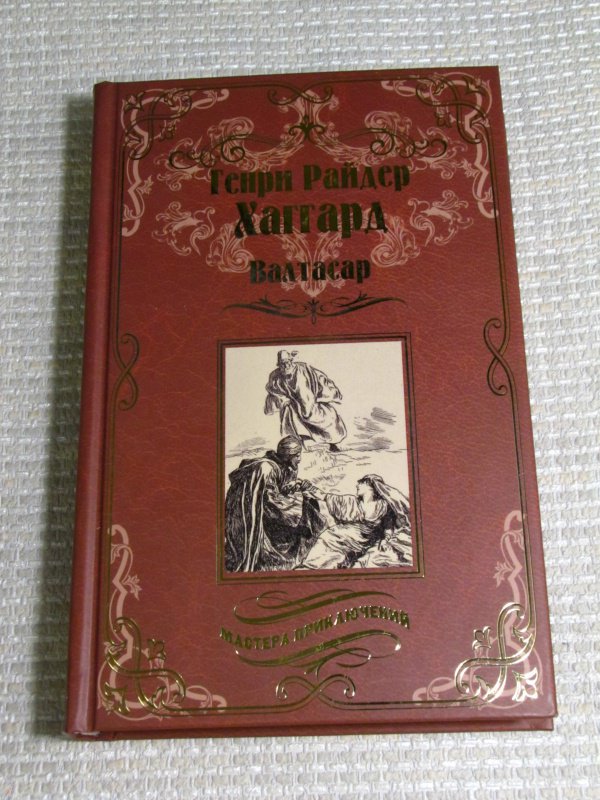 Генри Райдер
Хаггард
Валтасар
МАСТЕРА ПРИКЛЮЧЕНИЙ